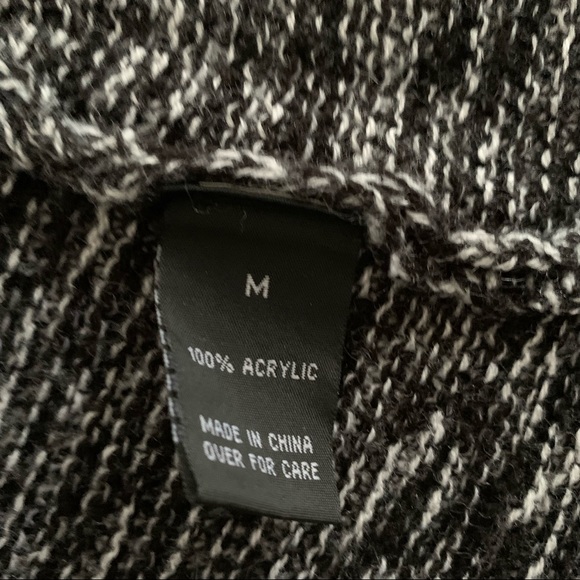 M
100% ACRYLIC
MADE IN CHINA
OVER FOR CARE